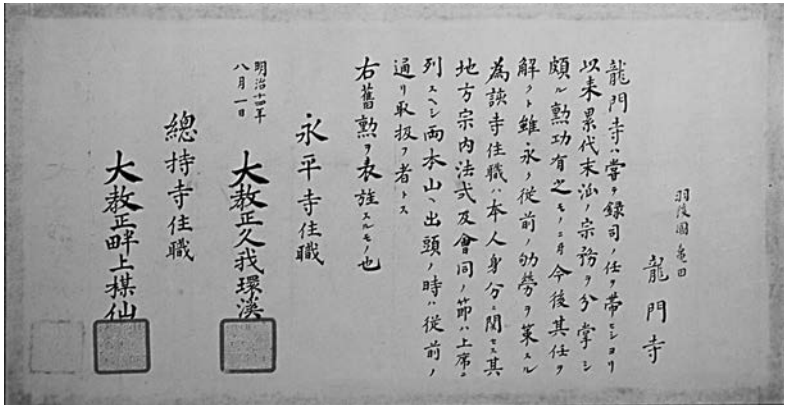 羽後國亀田
龍門寺
龍門寺ハ嘗テ録司ノ任ヲ帯ヒシヨリ
以来累代末派ノ宗務ヲ分掌シ
頗ル勲功有之モノニ付今後其任ヲ
解クト雖永ク従前ノ劬勞ヲ策スル
為該寺住職ハ本人身分ニ関セス其
地方宗内法式及會同ノ節ハ上席ニ
列スヘシ両本山ヘ出頭ノ時ハ従前ノ
通リ取扱フ者トス
右舊勲ヲ表旌スルモノ也
永平寺住職
大教正久我環溪
明治十四年
八月一日
總持寺住職
大教正畔上楳仙